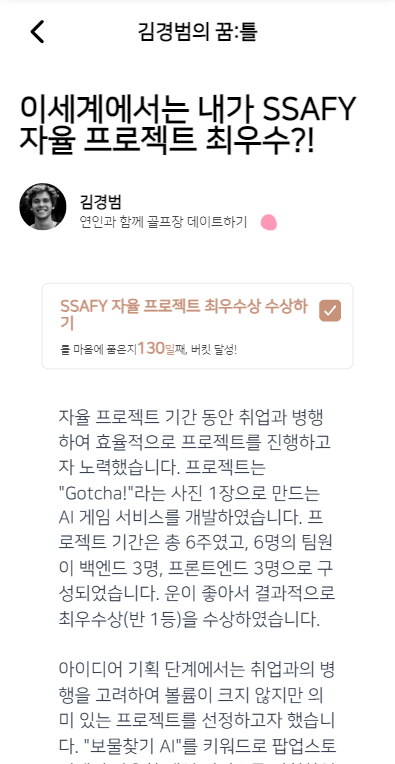 김경범의 꿈:틀
이세계에서는 내가 SSAFY
자율 프로젝트 최우수?!
김경범
연인과 함께 골프장 데이트하기
SSAFY 자율 프로젝트 최우수상 수상하
기
를 마음에 품은지130일째, 버킷 달성!
자율 프로젝트 기간 동안 취업과 병행
하여 효율적으로 프로젝트를 진행하고
자 노력했습니다. 프로젝트는
"Gotcha!"라는 사진 1장으로 만드는
AI 게임 서비스를 개발하였습니다. 프
로젝트 기간은 총 6주였고, 6명의 팀원
이 백엔드 3명, 프론트엔드 3명으로 구
성되었습니다. 운이 좋아서 결과적으로
최우수상(반 1등)을 수상하였습니다.
아이디어 기획 단계에서는 취업과의 병
행을 고려하여 볼륨이 크지 않지만 의
미 있는 프로젝트를 선정하고자 했습니
다. "보물찾기 AI"를 키워드로 팝업스토